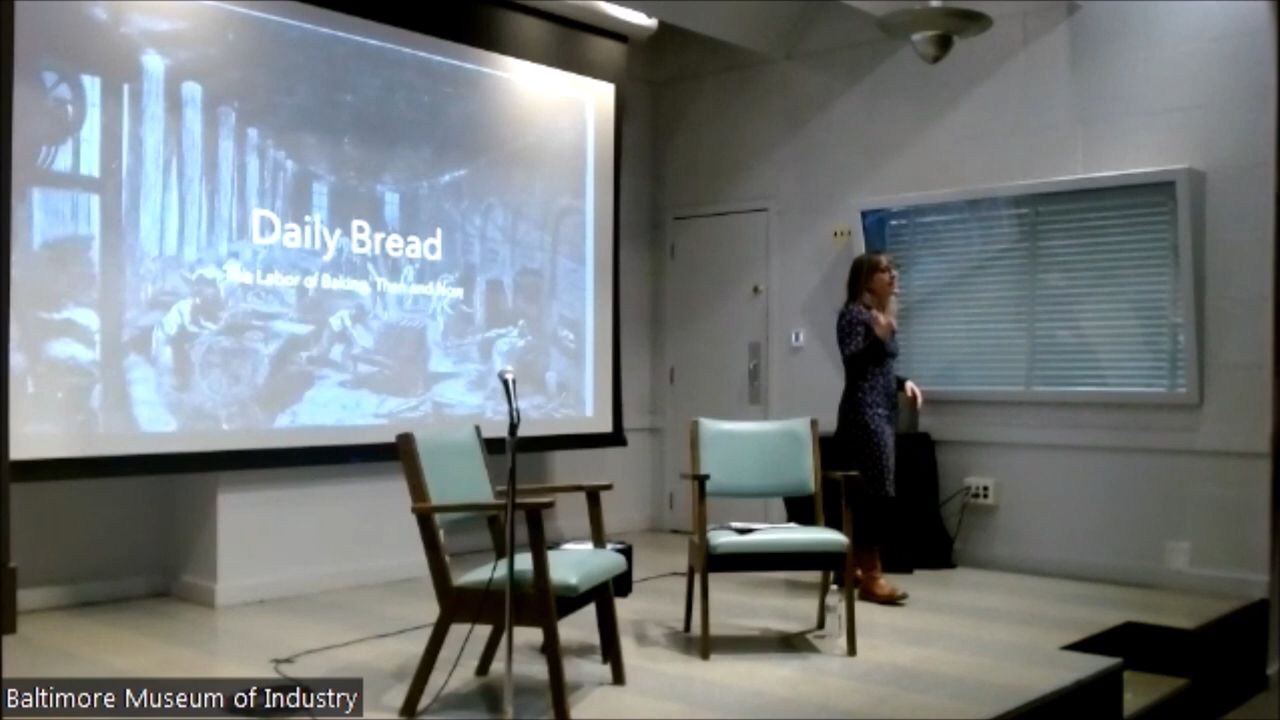 Daily Bread
The Labor of Baking, Then and Now
Baltimore Museum of Industry